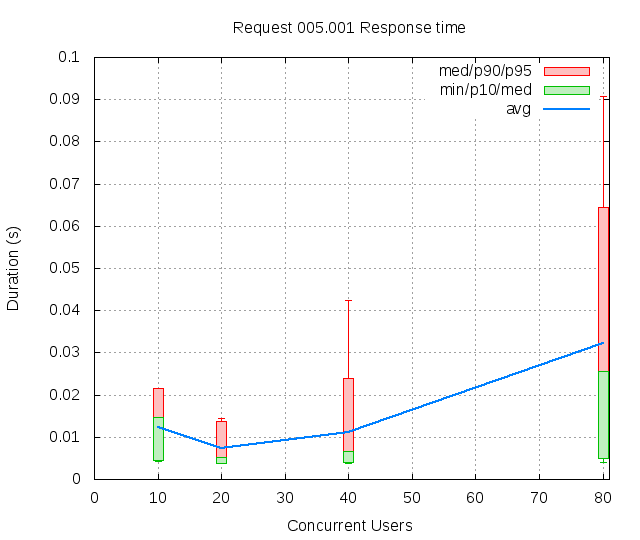 Request 005.001 Response time
0.1
0.09
0.08
0.07
0.06
0.05
0.04
0.03
0.02
0.01
0
med/p90/p95
min/p10/med
avg
Duration (s)
0 10 20 30 40 50 60 70 80
Concurrent Users